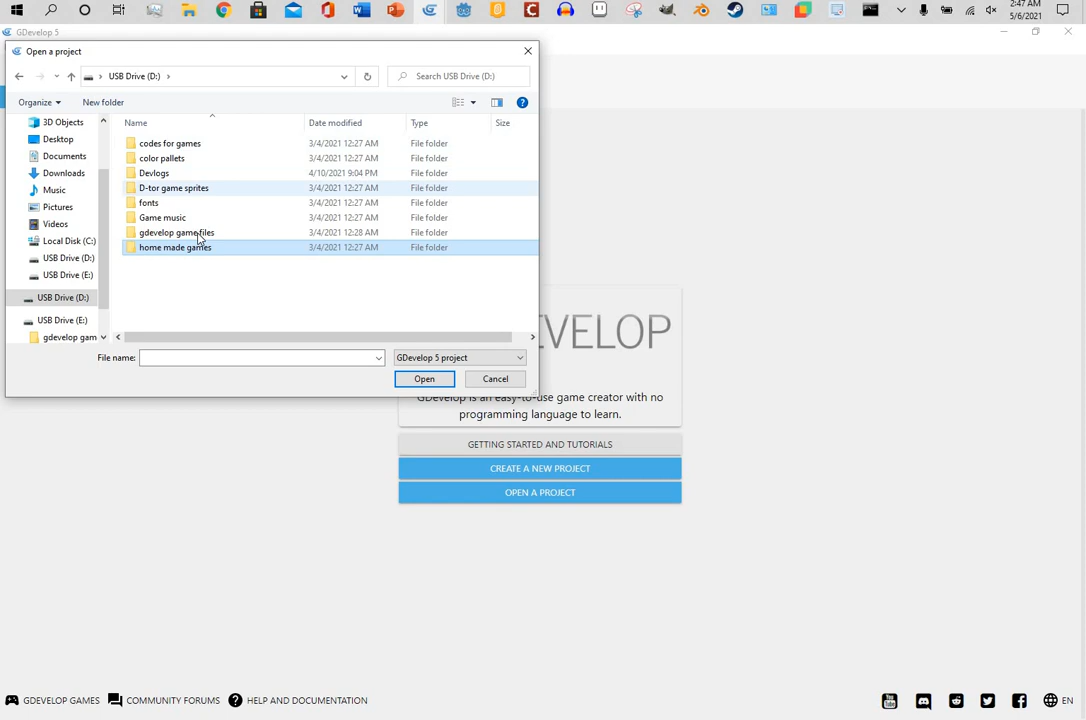 2:47 AM
5/6/2021
GDevelop 5
Open a project
USB Drive (D:)
Search USB Drive (D:)
Organize
New folder
Name
Date modified
Type
Size
3D Objects
Desktop
Documents
Downloads
Music
Pictures
Videos
Local Disk (C:)
USB Drive (D:)
USB Drive (E:)
USB Drive (D:)
USB Drive (E:)
gdevelop gam
codes for games 3/4/2021 12:27 AM File folder
color pallets 3/4/2021 12:27 AM File folder
Devlogs 4/10/2021 9:04 PM File folder
D-tor game sprites 3/4/2021 12:27 AM File folder
fonts 3/4/2021 12:27 AM File folder
Game music 3/4/2021 12:27 AM File folder
gdevelop game files 3/4/2021 12:28 AM File folder
home made games 3/4/2021 12:27 AM File folder
File name:
GDevelop 5 project
Open
Cancel
EVELOP
GDevelop is an easy-to-use game creator with no
programming language to learn.
GETTING STARTED AND TUTORIALS
CREATE A NEW PROJECT
OPEN A PROJECT
GDEVELOP GAMES
COMMUNITY FORUMS
HELP AND DOCUMENTATION
EN